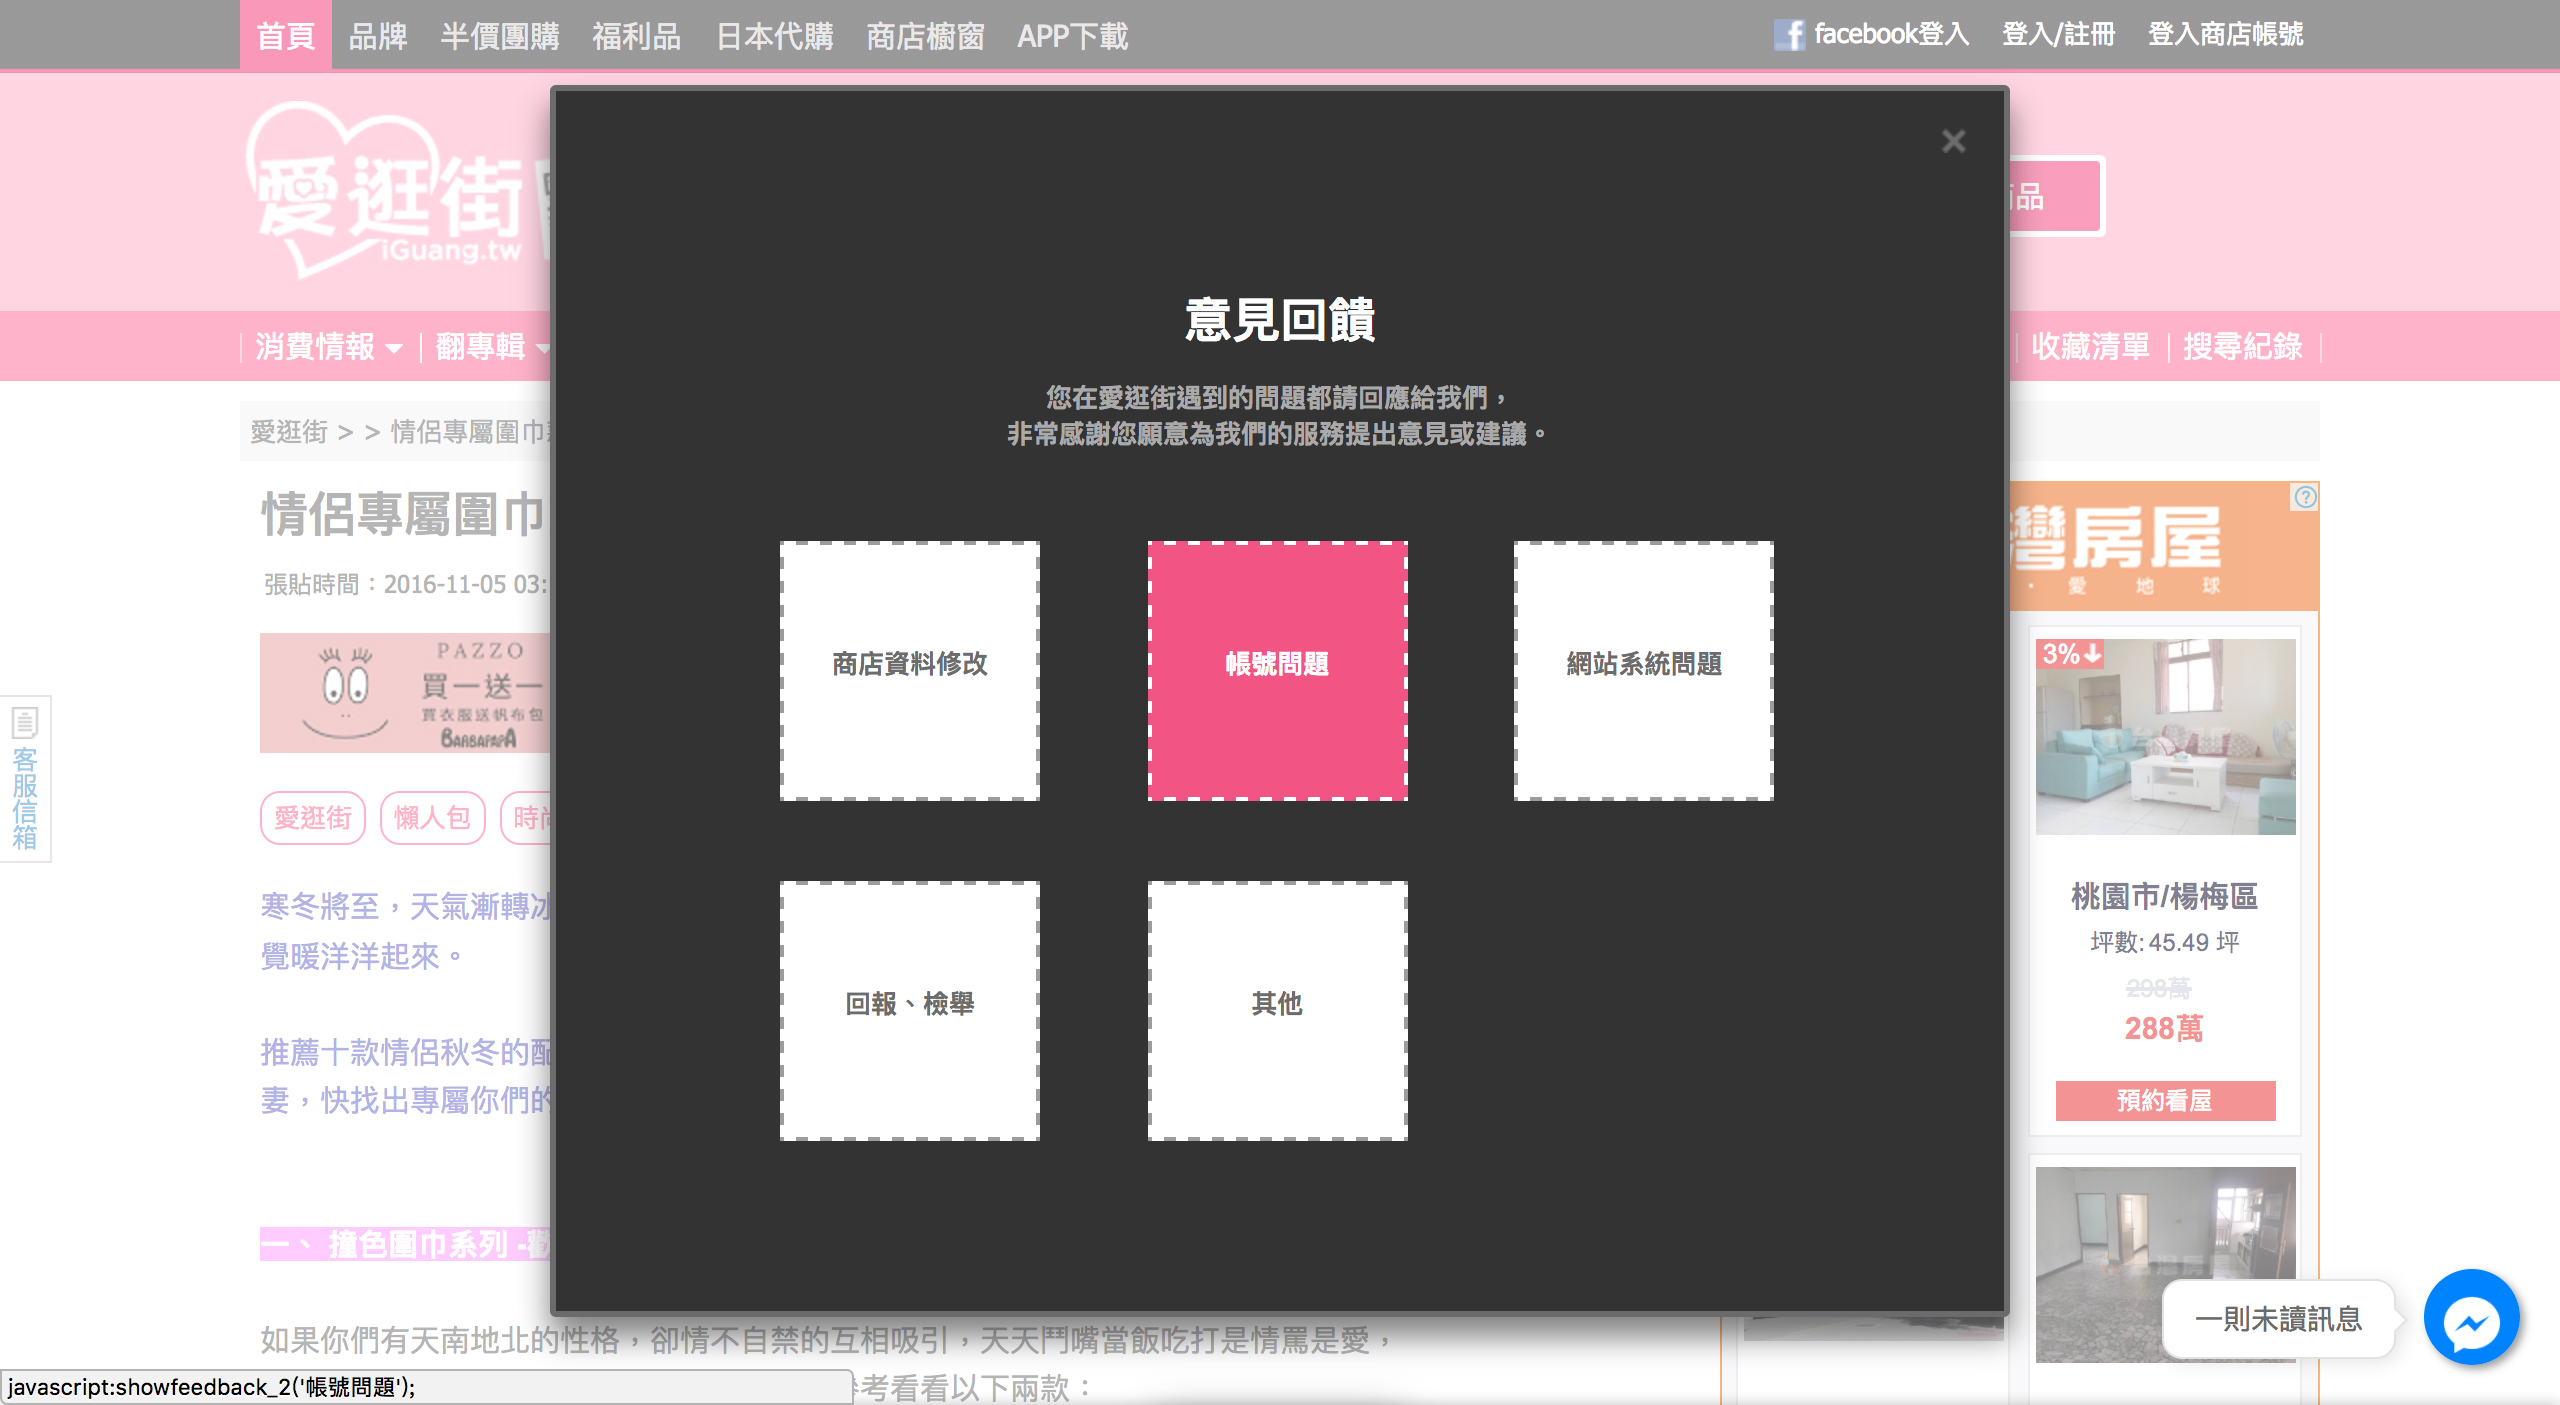 首頁 品牌 半價團購 福利品 日本代購 商店櫥窗 APP下載 facebook登入 登入/註冊 登入商店帳號
愛逛街
iGuang.tw
品
消費情報 翻專輯 收藏清單 搜尋紀錄
愛逛街 > > 情侶專屬圍巾
情侶專屬圍巾
張貼時間：2016-11-05 03:
PAZZO
買一送一
買衣服送帆布包
BARBAPAPA
愛逛街 懶人包 時尚
寒冬將至，天氣漸轉冰
覺暖洋洋起來。
推薦十款情侶秋冬的配
妻，快找出專屬你們的
一、 撞色圍巾系列 -
如果你們有天南地北的性格，卻情不自禁的互相吸引，天天鬥嘴當飯吃打是情罵是愛，
參考看看以下兩款：
客服信箱
×
意見回饋
您在愛逛街遇到的問題都請回應給我們，
非常感謝您願意為我們的服務提出意見或建議。
商店資料修改
帳號問題
網站系統問題
回報、檢舉
其他
灣房屋
・愛地球
3%
桃園市/楊梅區
坪數: 45.49 坪
298萬
288萬
預約看屋
一則未讀訊息
javascript:showfeedback_2('帳號問題');